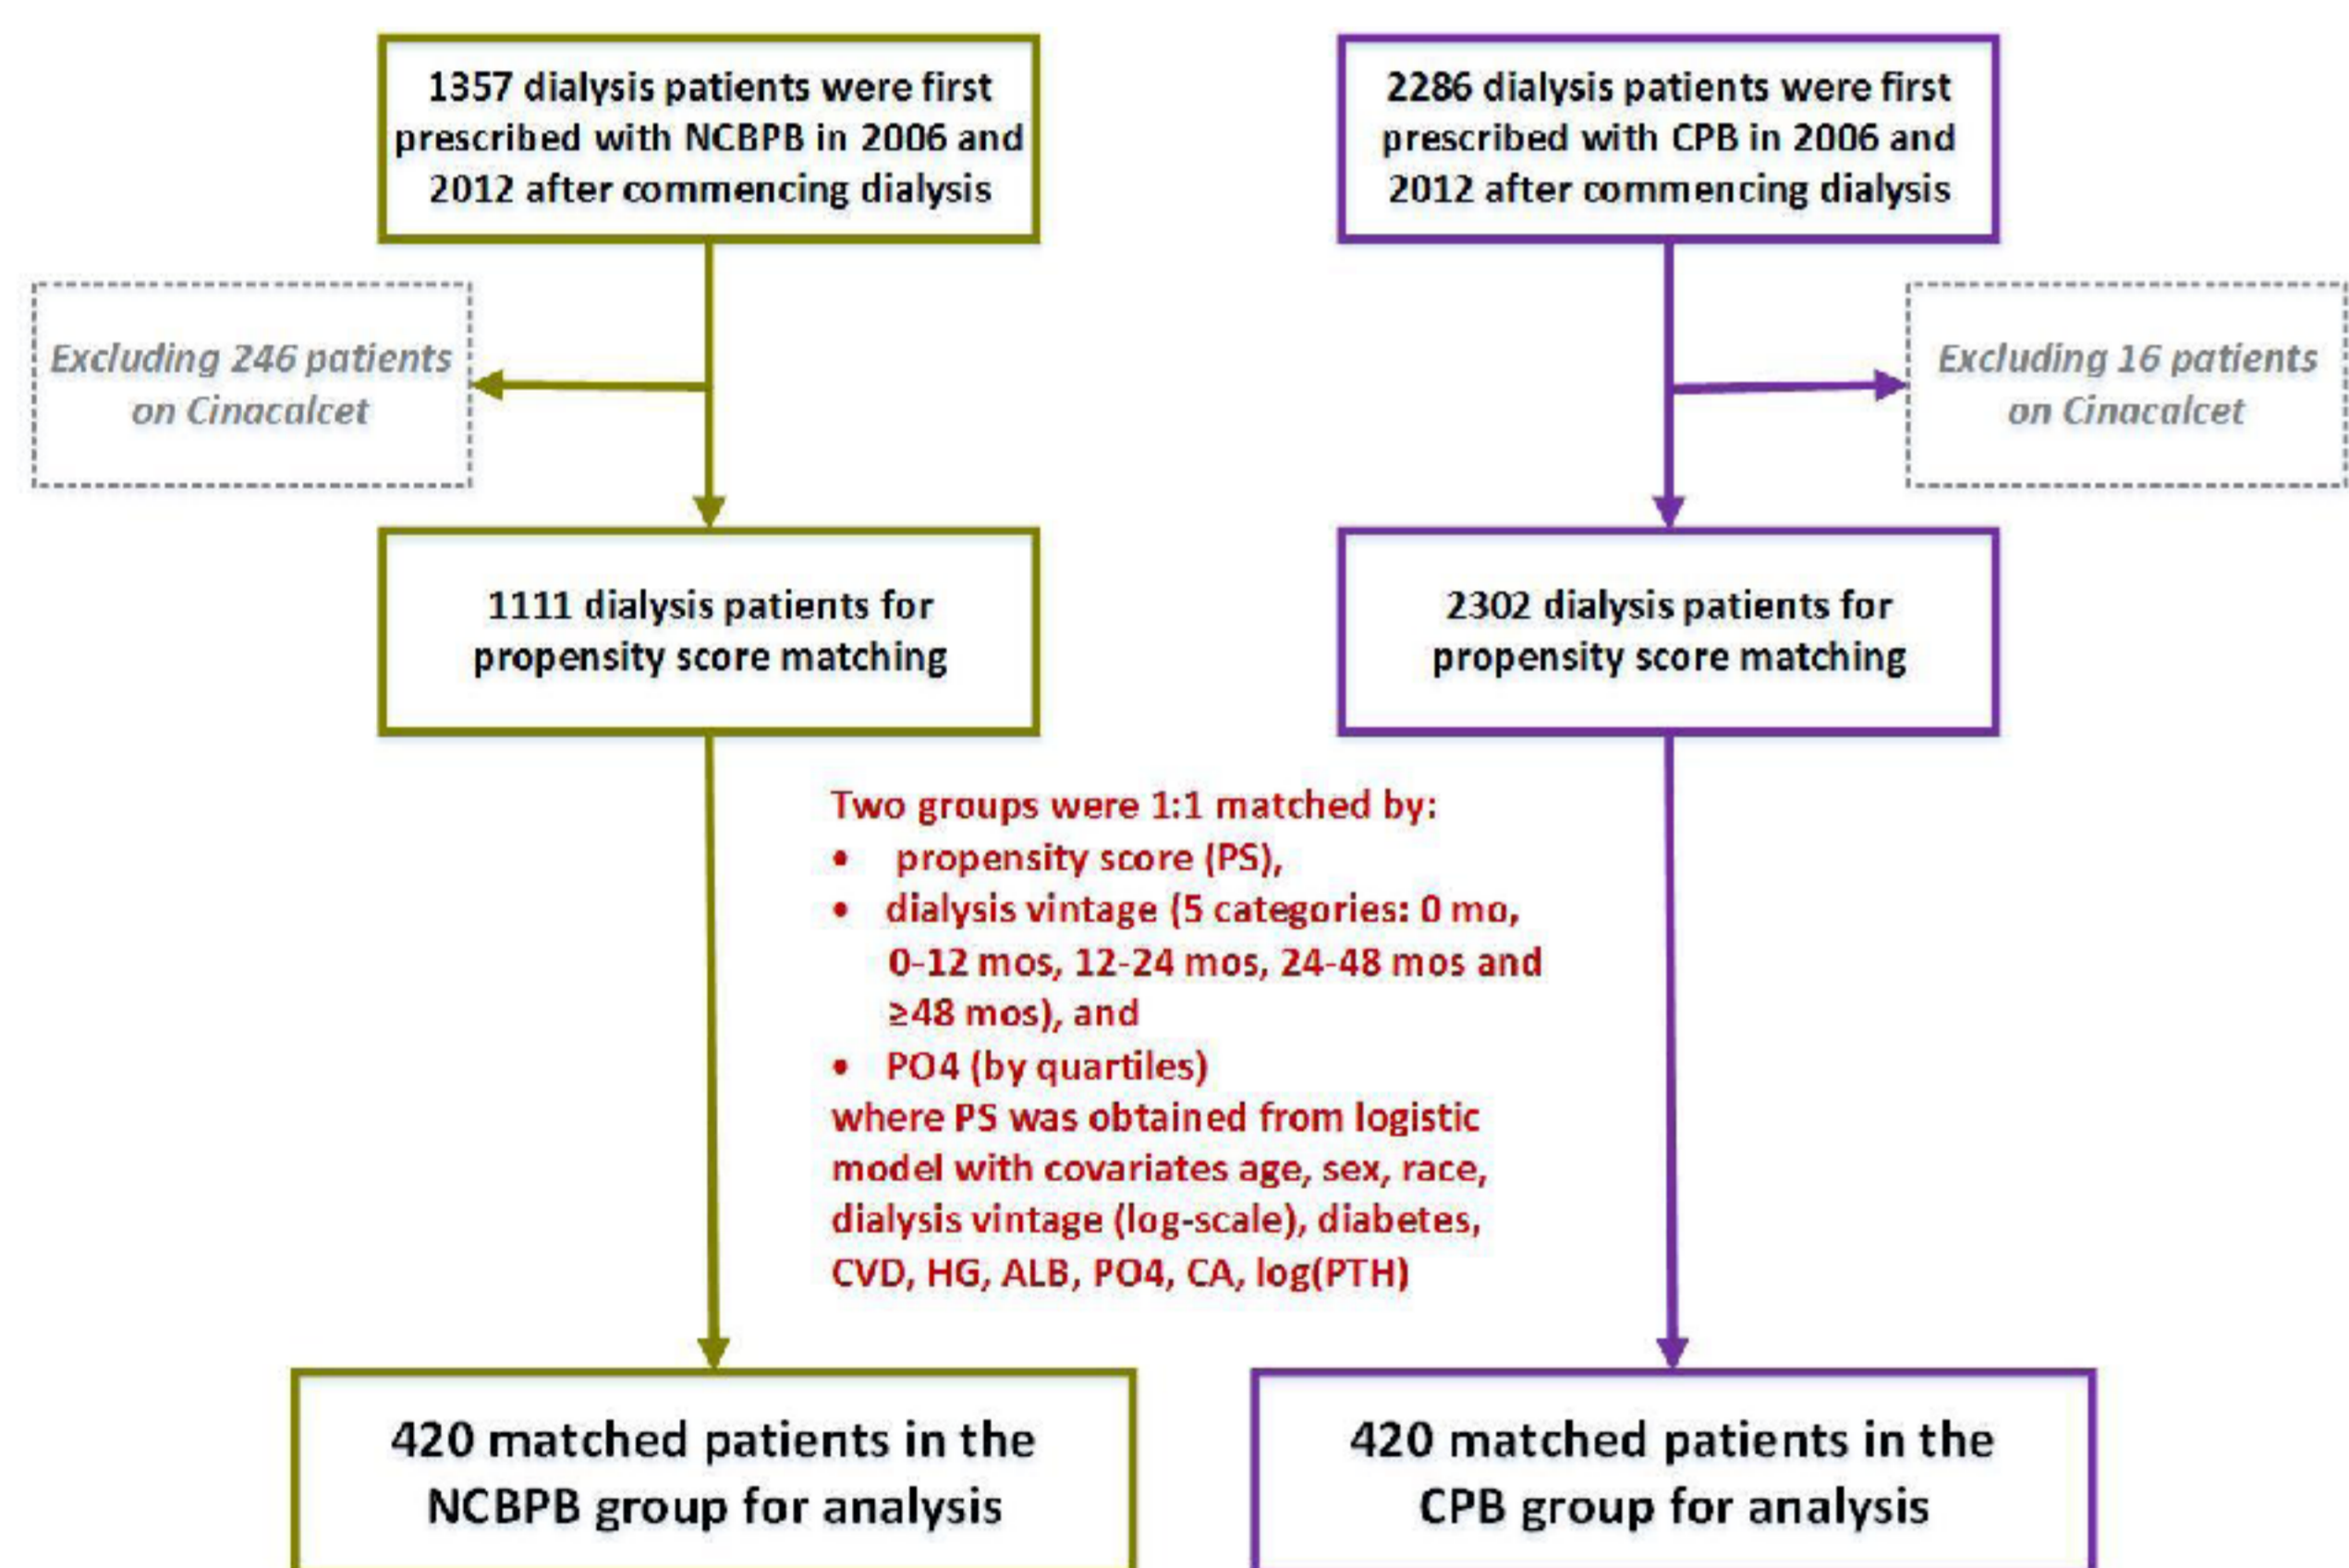 1357 dialysis patients were first
prescribed with NCBPB in 2006 and
2012 after commencing dialysis
2286 dialysis patients were first
prescribed with CPB in 2006 and
2012 after commencing dialysis
Excluding 246 patients
on Cinacalcet
Excluding 16 patients
on Cinacalcet
1111 dialysis patients for
propensity score matching
2302 dialysis patients for
propensity score matching
Two groups were 1:1 matched by:
• propensity score (PS),
• dialysis vintage (5 categories: 0 mo,
0-12 mos, 12-24 mos, 24-48 mos and
≥48 mos), and
• PO4 (by quartiles)
where PS was obtained from logistic
model with covariates age, sex, race,
dialysis vintage (log-scale), diabetes,
CVD, HG, ALB, PO4, CA, log(PTH)
420 matched patients in the
NCBPB group for analysis
420 matched patients in the
CPB group for analysis